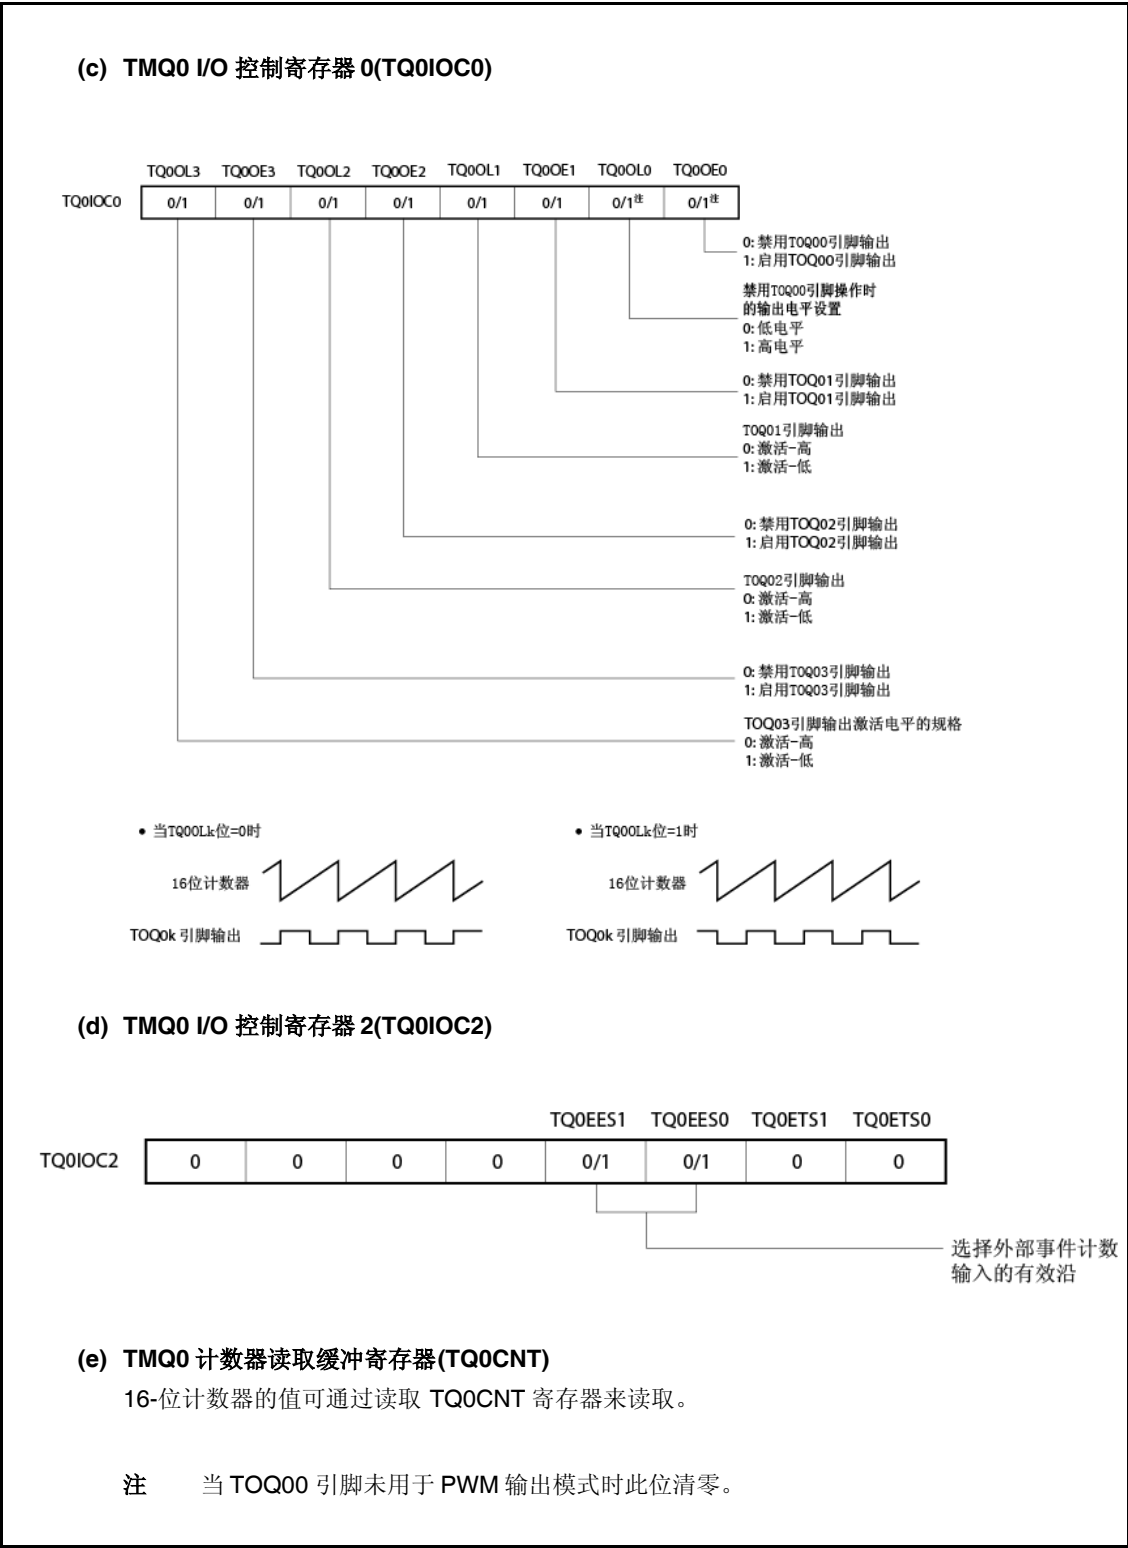 (c) TMQ0 I/O 控制寄存器 0(TQ0IOC0)
TQ0OL3 TQ0OE3 TQ0OL2 TQ0OE2 TQ0OL1 TQ0OE1 TQ0OL0 TQ0OE0
TQ0IOC0 0/1 0/1 0/1 0/1 0/1 0/1 0/1注 0/1注
0: 禁用TOQ00引脚输出
1: 启用TOQ00引脚输出
禁用TOQ00引脚操作时
的输出电平设置
0: 低电平
1: 高电平
0: 禁用TOQ01引脚输出
1: 启用TOQ01引脚输出
TOQ01引脚输出
0: 激活-高
1: 激活-低
0: 禁用TOQ02引脚输出
1: 启用TOQ02引脚输出
TOQ02引脚输出
0: 激活-高
1: 激活-低
0: 禁用TOQ03引脚输出
1: 启用TOQ03引脚输出
TOQ03引脚输出激活电平的规格
0: 激活-高
1: 激活-低
• 当TQ0OLk位=0时
16位计数器
TOQ0k 引脚输出
• 当TQ0OLk位=1时
16位计数器
TOQ0k 引脚输出
(d) TMQ0 I/O 控制寄存器 2(TQ0IOC2)
TQ0EES1 TQ0EES0 TQ0ETS1 TQ0ETS0
TQ0IOC2 0 0 0 0 0/1 0/1 0 0
选择外部事件计数
输入的有效沿
(e) TMQ0 计数器读取缓冲寄存器(TQ0CNT)
16-位计数器的值可通过读取 TQ0CNT 寄存器来读取。
注 当 TOQ00 引脚未用于 PWM 输出模式时此位清零。